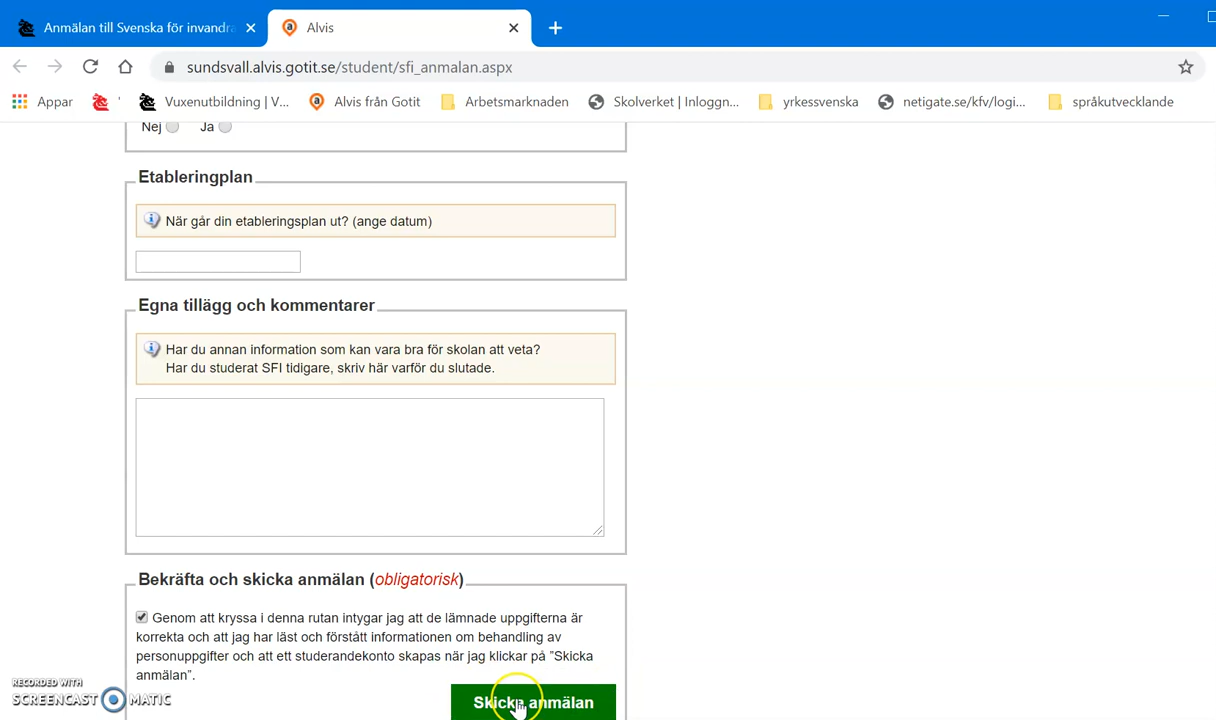 Anmälan till Svenska för invandra
Alvis
sundsvall.alvis.gotit.se/student/sfi_anmalan.aspx
Appar
Vuxenutbildning | V...
Alvis från Gotit
Arbetsmarknaden
Skolverket | Inloggn...
yrkessvenska
netigate.se/kfv/logi...
språkutvecklande
Nej Ja
Etableringplan
När går din etableringsplan ut? (ange datum)
Egna tillägg och kommentarer
Har du annan information som kan vara bra för skolan att veta?
Har du studerat SFI tidigare, skriv här varför du slutade.
Bekräfta och skicka anmälan (obligatorisk)
Genom att kryssa i denna rutan intygar jag att de lämnade uppgifterna är
korrekta och att jag har läst och förstått informationen om behandling av
personuppgifter och att ett studerandekonto skapas när jag klickar på ”Skicka
anmälan”.
Skicka anmälan
RECORDED WITH
SCREENCAST MATIC